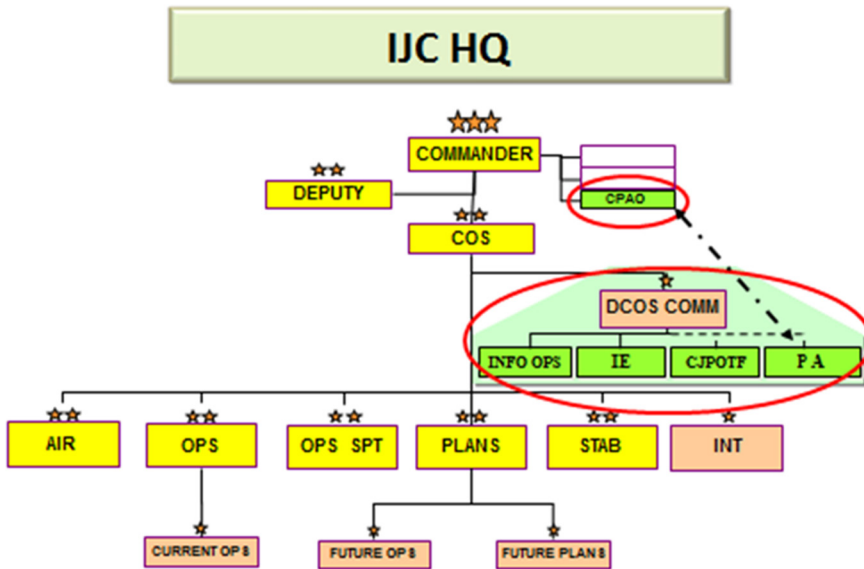 IJC HQ
COMMANDER
DEPUTY
CPAO
COS
DCOS COMM
INFO OPS
IE
CJPOTF
P.A
AIR
OPS
OPS SPT
PLANS
STAB
INT
CURRENT OPS
FUTURE OPS
FUTURE PLANS